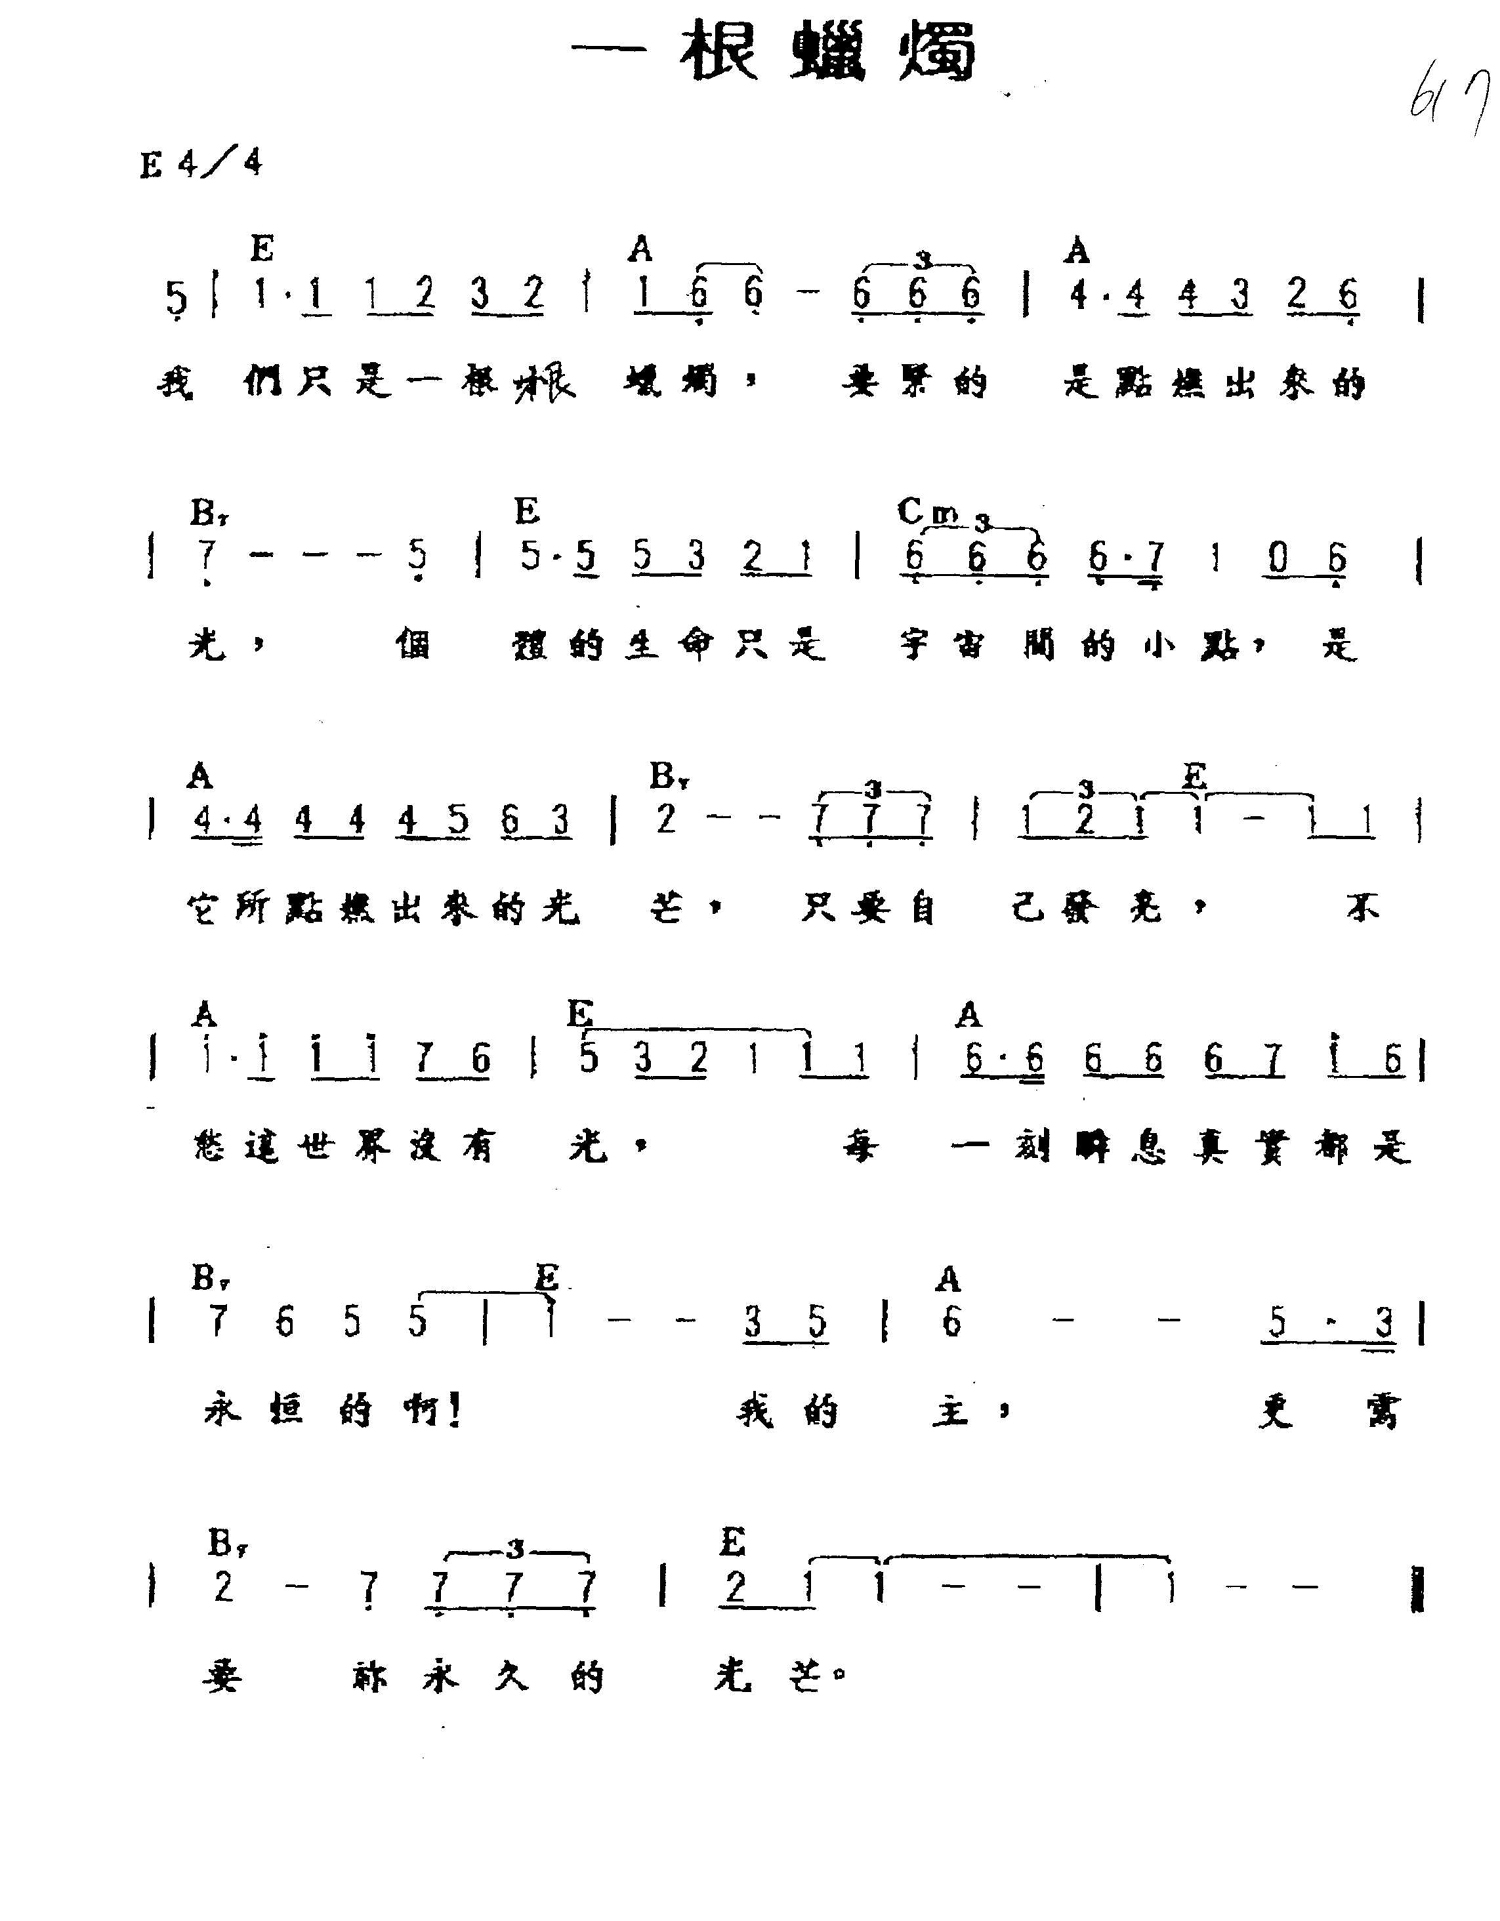 一根蠟燭
617
E 4/4
E A 3 A
5 | 1·1 1 2 3 2 | 1 6 6 - 6 6 6 | 4·4 4 3 2 6 |
我們只是一根根蠟燭，要緊的是點燃出來的
B7 E Cm 3
| 7 - - - 5 | 5·5 5 3 2 1 | 6 6 6 6·7 1 0 6 |
光，個體的生命只是宇宙間的小點，是
A B7 3 3 E
| 4·4 4 4 4 5 6 3 | 2 - - 7 7 7 | 1 2 1 1 - 1 1 |
它所點燃出來的光芒，只要自己發亮，不
A E A
| 1·1 1 1 7 6 | 5 3 2 1 1 1 | 6·6 6 6 6 7 1 6 |
愁這世界沒有光，每一刻瞬息真實都是
B7 E A
| 7 6 5 5 | 1 - - 3 5 | 6 - - 5·3 |
永恒的啊！我的主，更需
B7 3 E
| 2 - 7 7 7 7 | 2 1 1 - - | 1 - -
要祢永久的光芒。